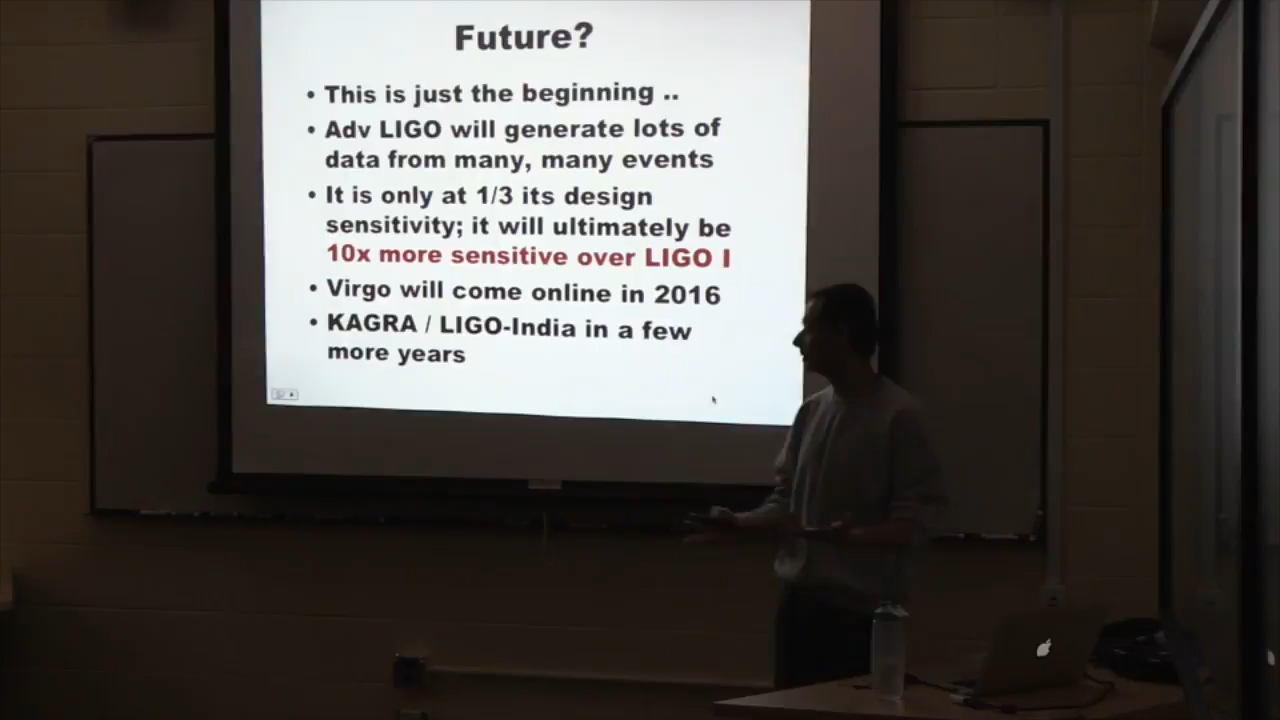 Future?
• This is just the beginning ..
• Adv LIGO will generate lots of
data from many, many events
• It is only at 1/3 its design
sensitivity; it will ultimately be
10x more sensitive over LIGO I
• Virgo will come online in 2016
• KAGRA / LIGO-India in a few
more years